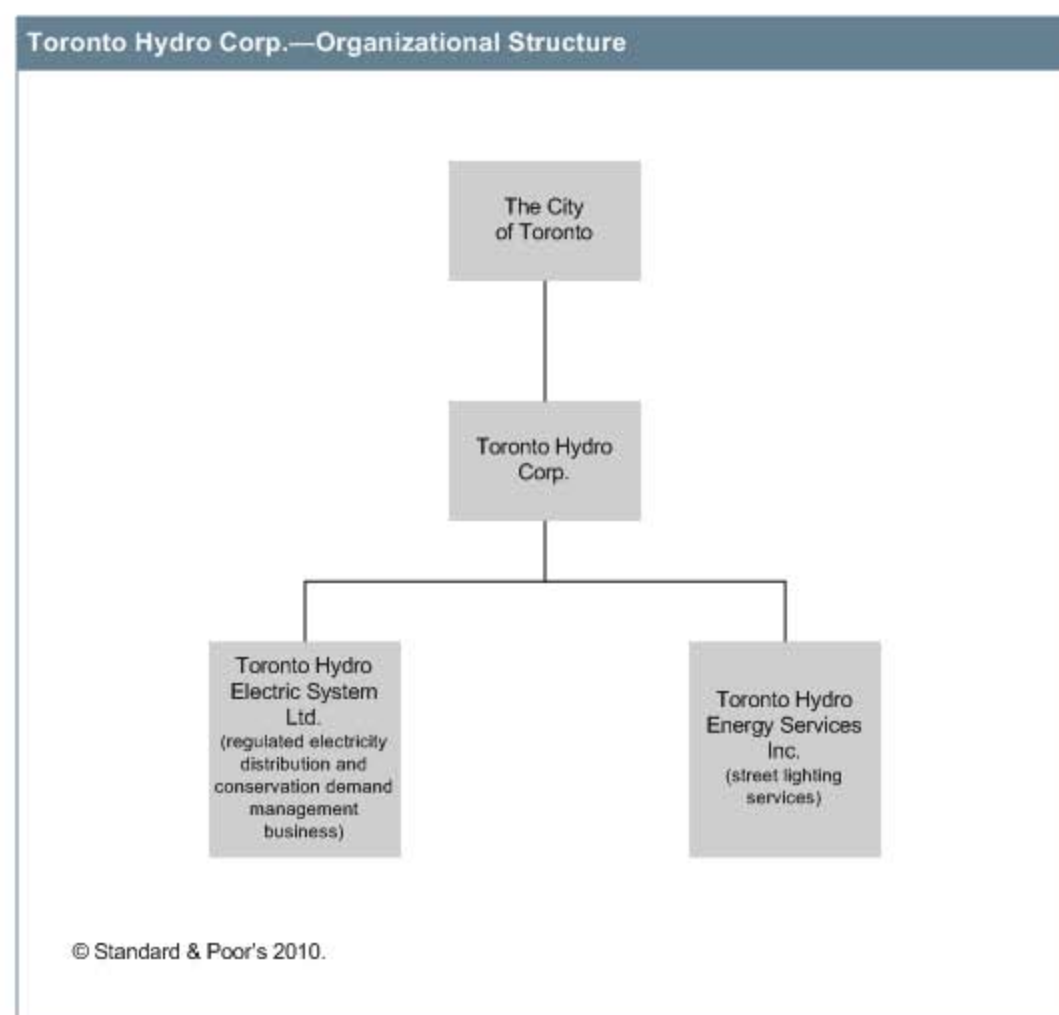 Toronto Hydro Corp.—Organizational Structure
The City
of Toronto
Toronto Hydro
Corp.
Toronto Hydro
Electric System
Ltd.
(regulated electricity
distribution and
conservation demand
management
business)
Toronto Hydro
Energy Services
Inc.
(street lighting
services)
© Standard & Poor's 2010.